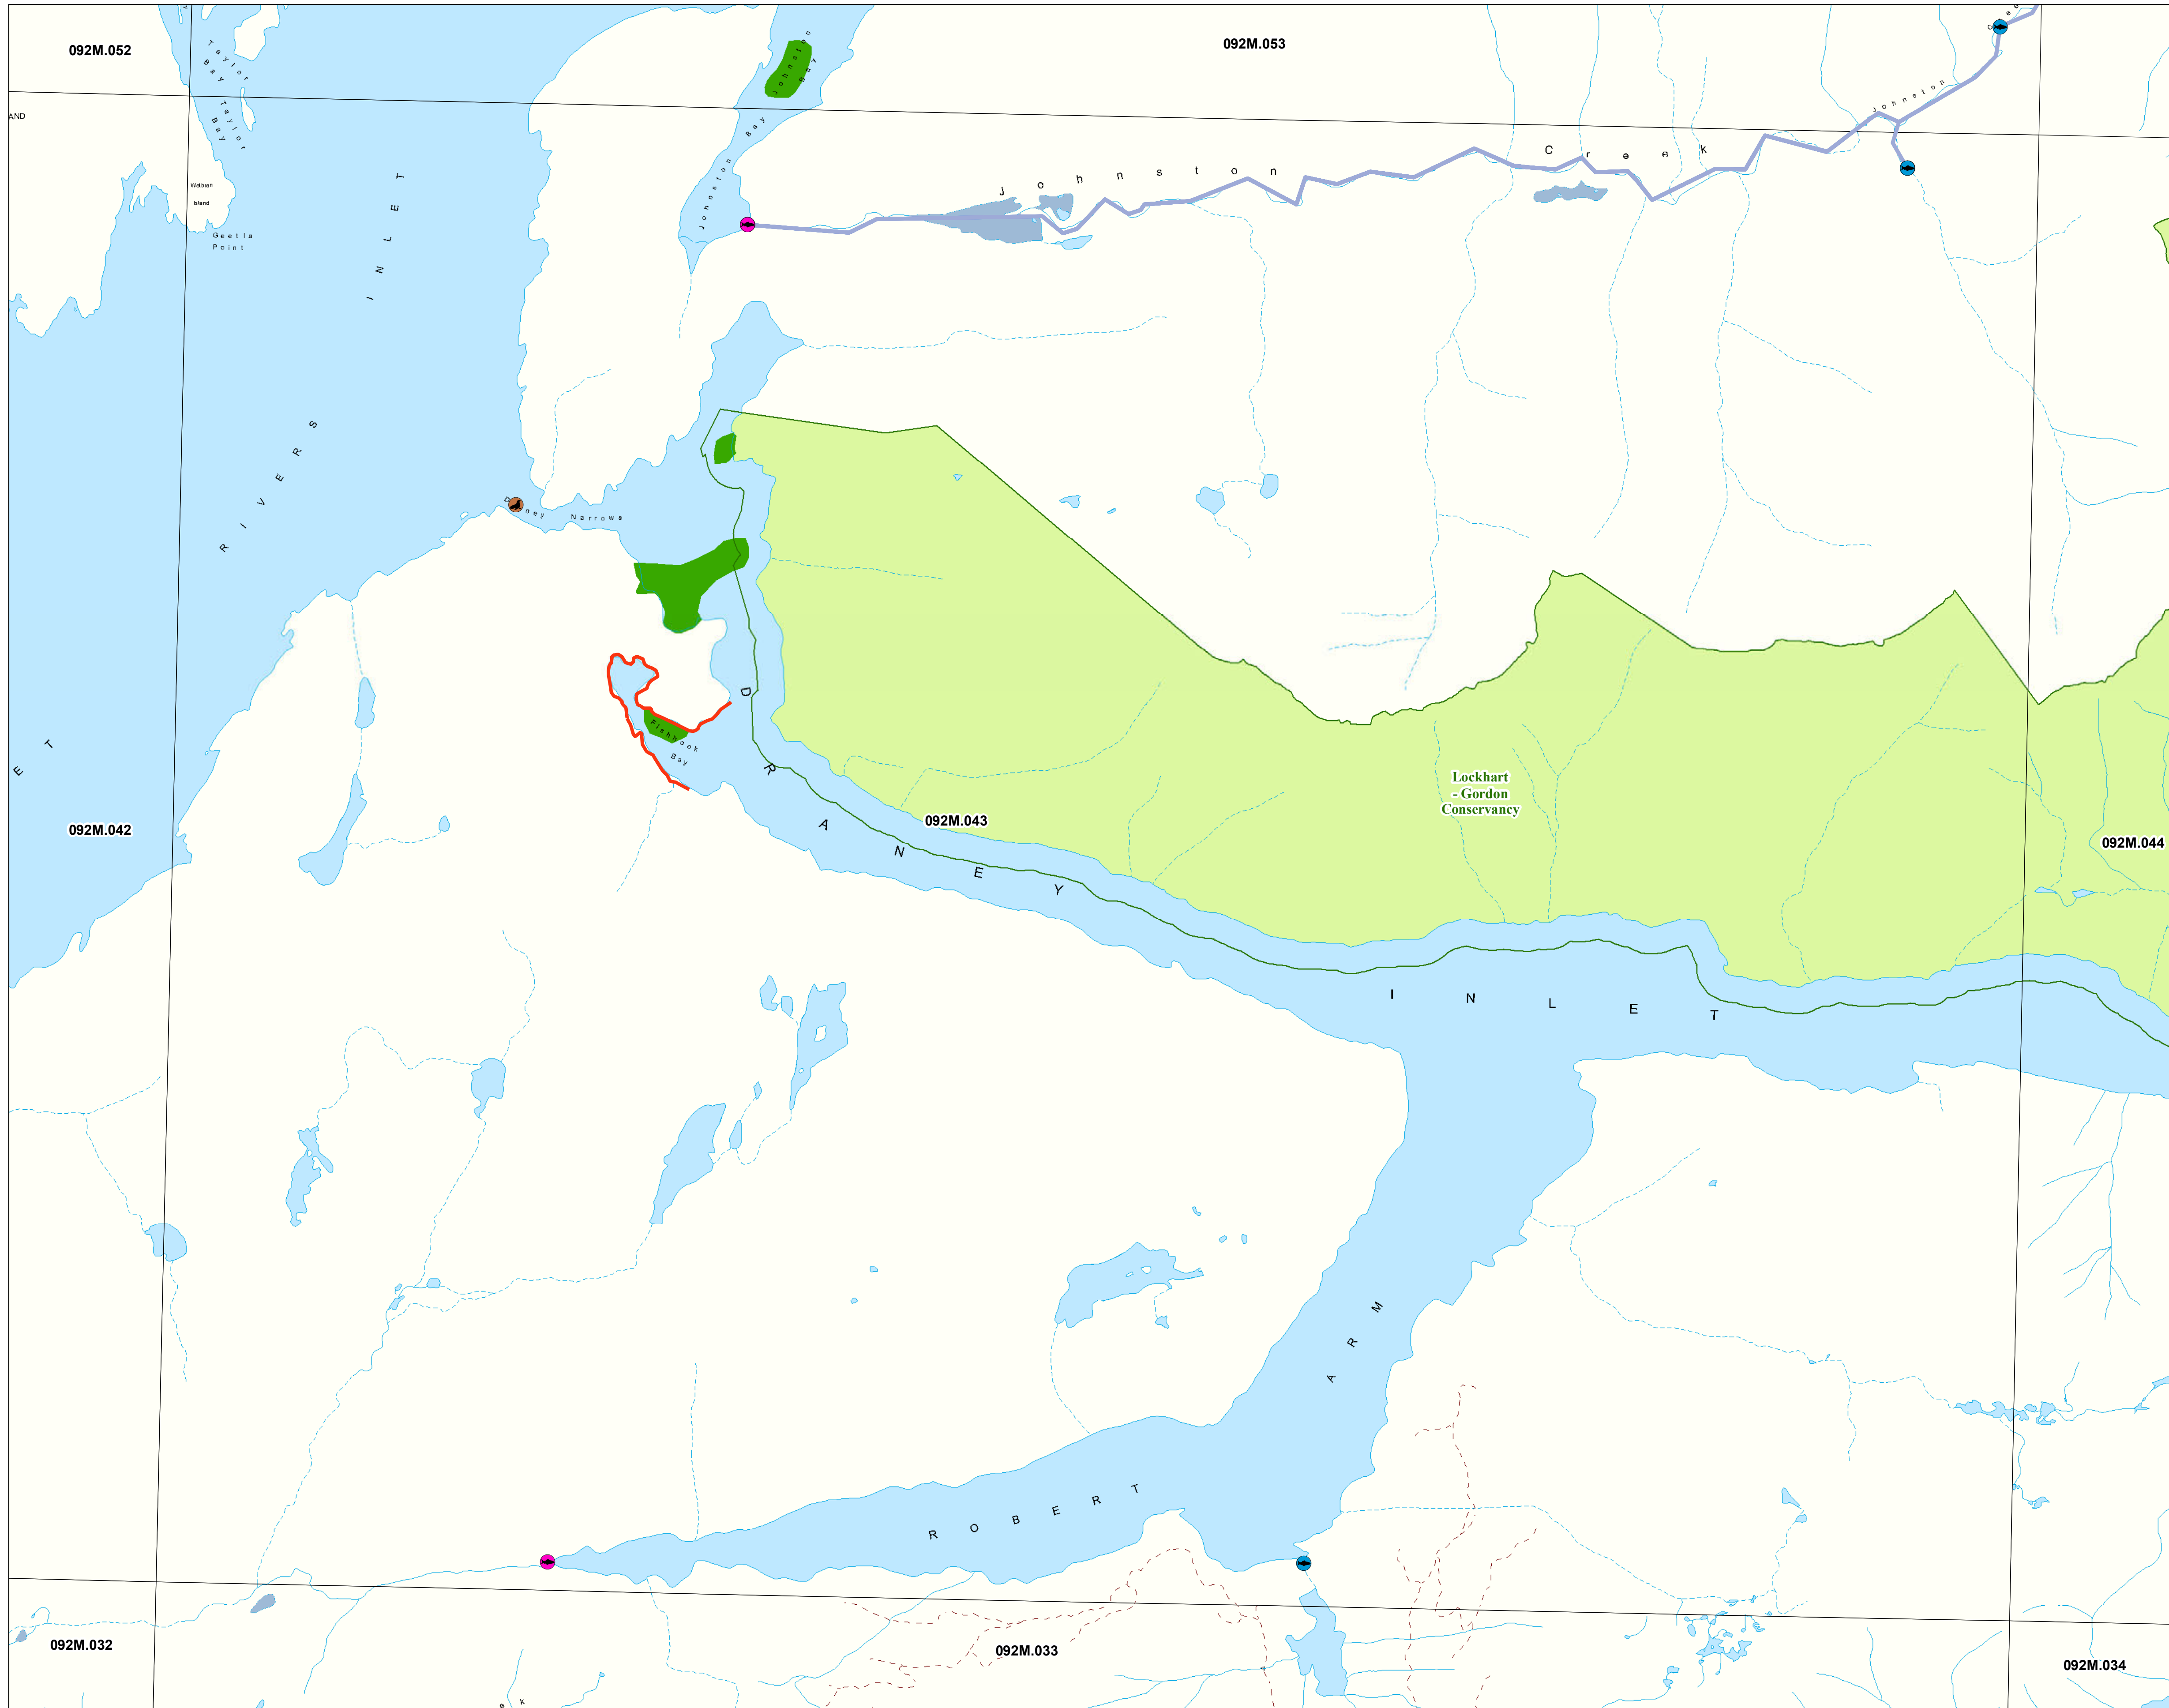 092M.052
092M.053
Taylor
Bay
Taylor
Bay
AND
Walbran
Island
Geetla
Point
Johnston
Bay
Johnston Bay
Johnston Creek
Johnston
RIVERS INLET
Narrows
E T
Fishhook
Bay
DRANEY INLET
Lockhart
- Gordon
Conservancy
092M.042
092M.043
092M.044
ROBERT ARM
092M.032
092M.033
092M.034
e k